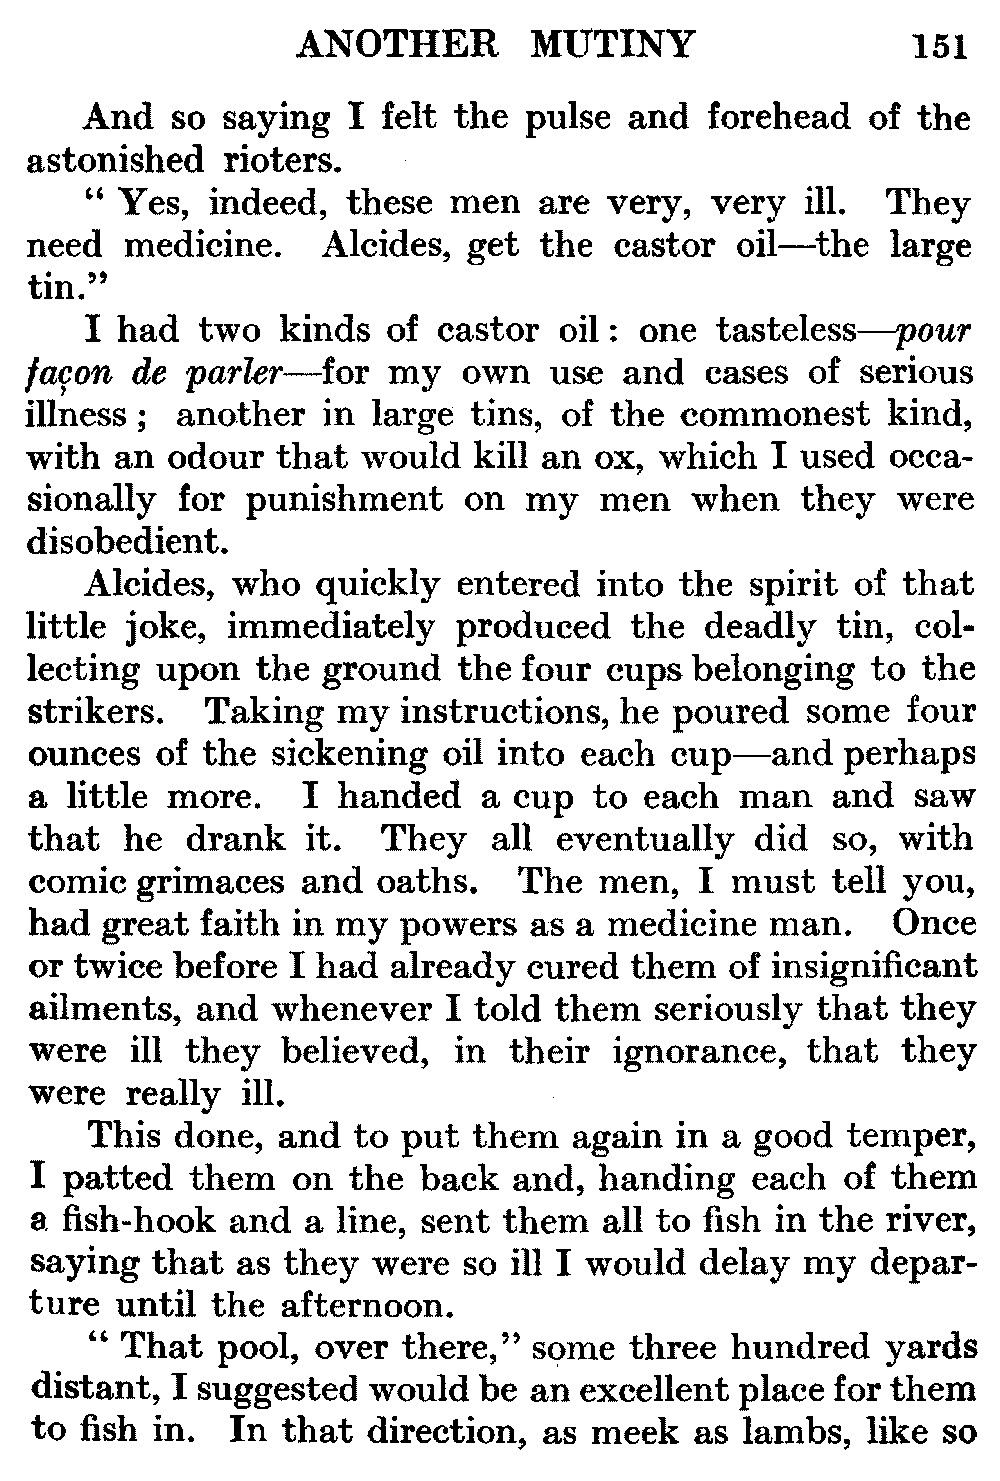 ANOTHER MUTINY 151
And so saying I felt the pulse and forehead of the
astonished rioters.
“ Yes, indeed, these men are very, very ill. They
need medicine. Alcides, get the castor oil—the large
tin.”
I had two kinds of castor oil : one tasteless—pour
façon de parler—for my own use and cases of serious
illness ; another in large tins, of the commonest kind,
with an odour that would kill an ox, which I used occa-
sionally for punishment on my men when they were
disobedient.
Alcides, who quickly entered into the spirit of that
little joke, immediately produced the deadly tin, col-
lecting upon the ground the four cups belonging to the
strikers. Taking my instructions, he poured some four
ounces of the sickening oil into each cup—and perhaps
a little more. I handed a cup to each man and saw
that he drank it. They all eventually did so, with
comic grimaces and oaths. The men, I must tell you,
had great faith in my powers as a medicine man. Once
or twice before I had already cured them of insignificant
ailments, and whenever I told them seriously that they
were ill they believed, in their ignorance, that they
were really ill.
This done, and to put them again in a good temper,
I patted them on the back and, handing each of them
a fish-hook and a line, sent them all to fish in the river,
saying that as they were so ill I would delay my depar-
ture until the afternoon.
“ That pool, over there,” some three hundred yards
distant, I suggested would be an excellent place for them
to fish in. In that direction, as meek as lambs, like so